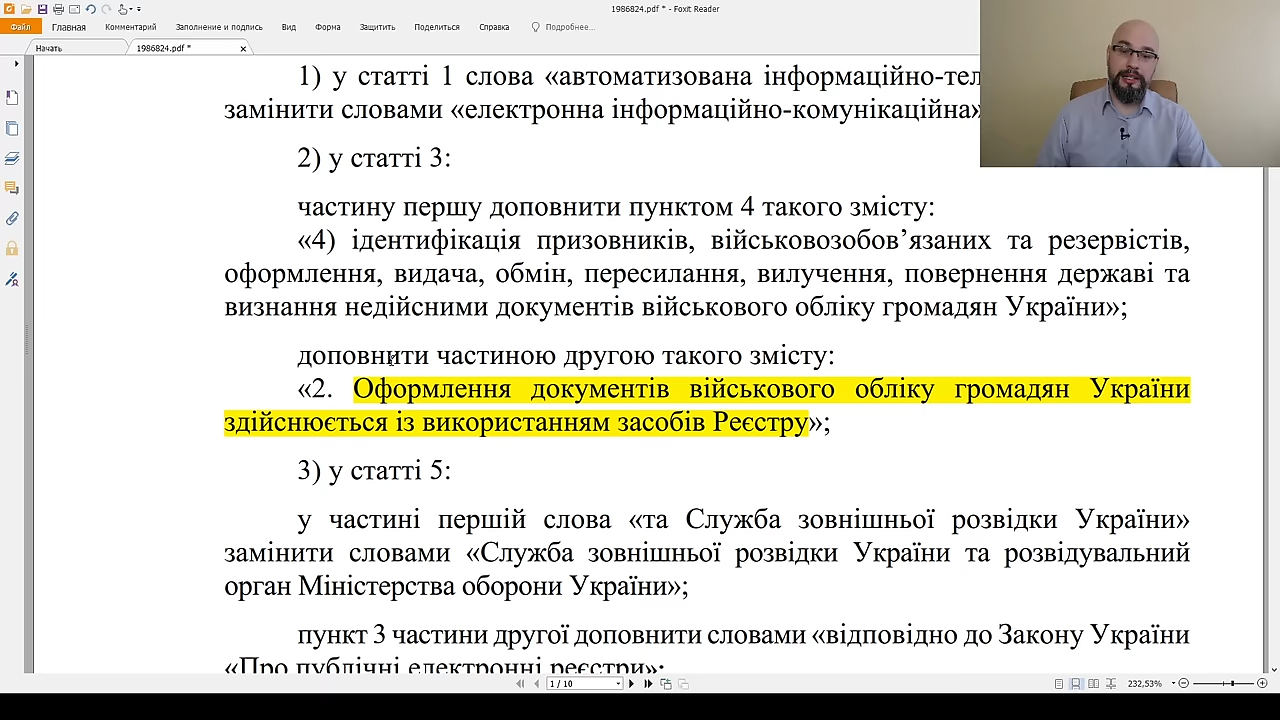 1986824.pdf * - Foxit Reader
Файл Главная Комментарий Заполнение и подпись Вид Форма Защитить Поделиться Справка Подробнее...
Начать 1986824.pdf *
1) у статті 1 слова «автоматизована
замінити словами «електронна інформаційно-комунікаційна»
2) у статті 3:
частину першу доповнити пунктом 4 такого змісту:
«4) ідентифікація призовників, військовозобов’язаних та резервістів,
оформлення, видача, обмін, пересилання, вилучення, повернення державі та
визнання недійсними документів військового обліку громадян України»;
доповнити частиною другою такого змісту:
«2. Оформлення документів військового обліку громадян України
здійснюється із використанням засобів Реєстру»;
3) у статті 5:
у частині першій слова «та Служба зовнішньої розвідки України»
замінити словами «Служба зовнішньої розвідки України та розвідувальний
орган Міністерства оборони України»;
пункт 3 частини другої доповнити словами «відповідно до Закону України
«Про публічні електронні реєстри»;
1 / 10 232,53%